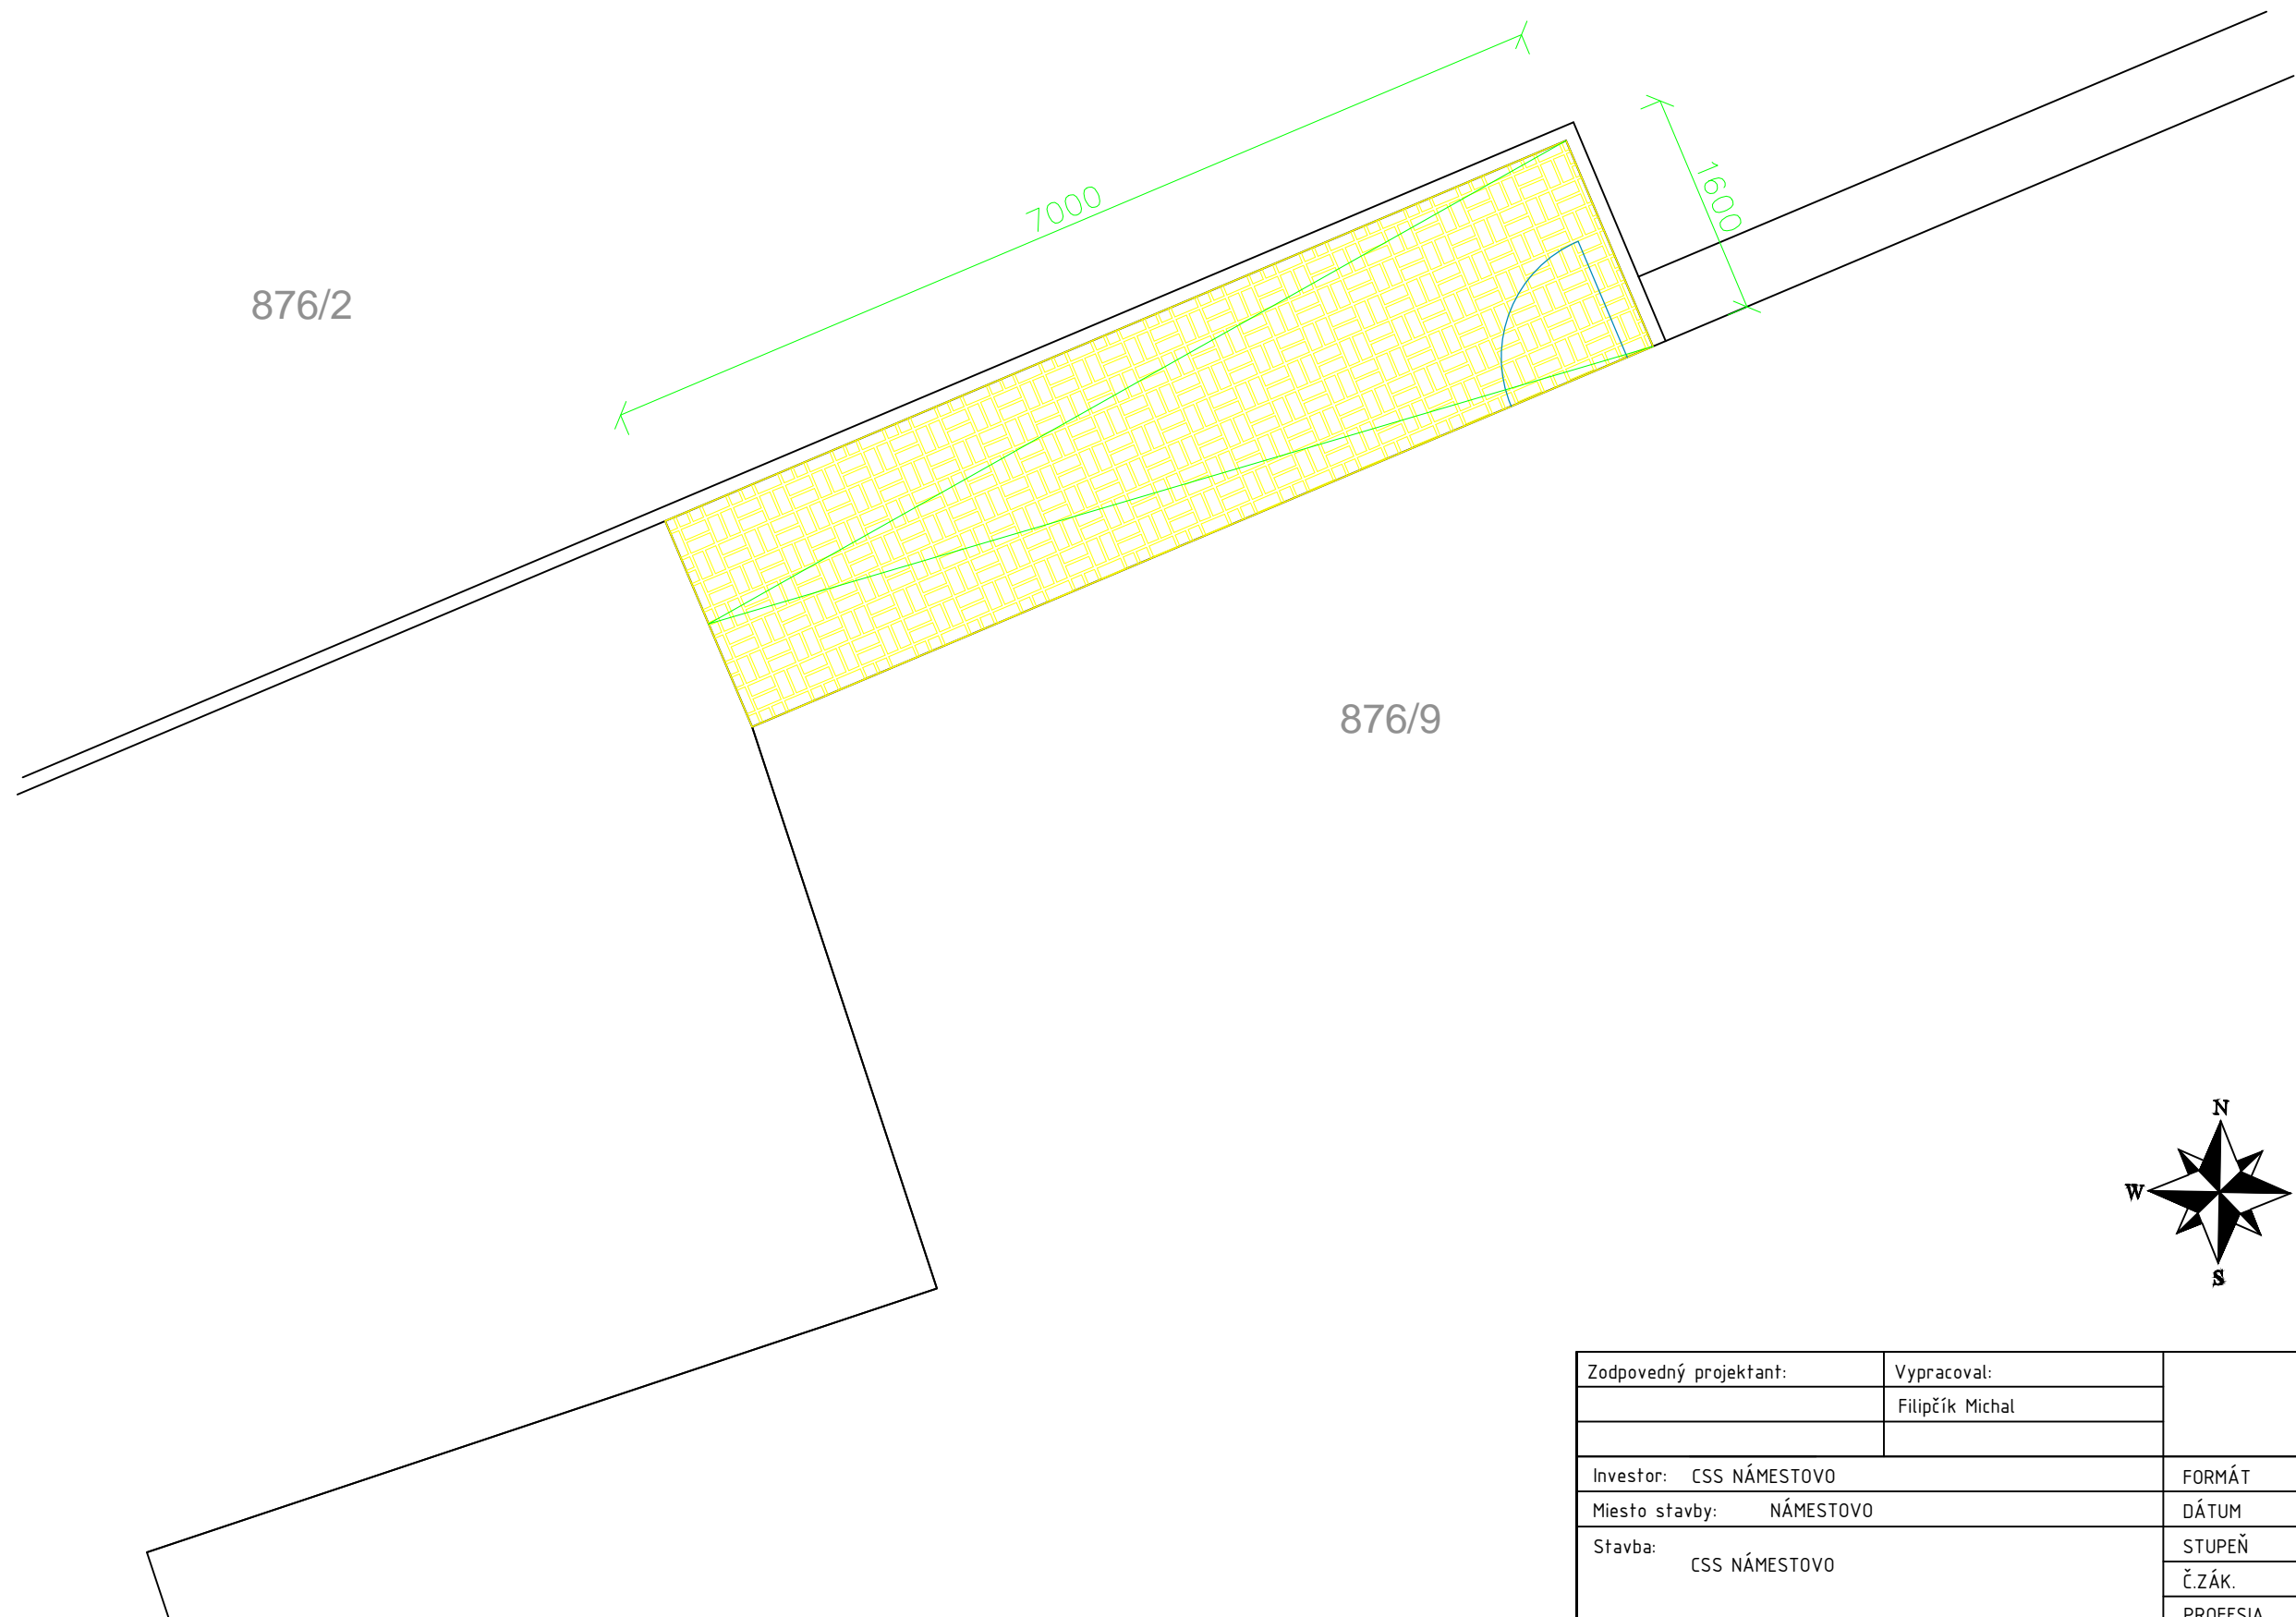 7000
1600
876/2
876/9
N
W
S
Zodpovedný projektant: Vypracoval:
Filipčík Michal
Investor: CSS NÁMESTOVO FORMÁT
Miesto stavby: NÁMESTOVO DÁTUM
Stavba: STUPEŇ
CSS NÁMESTOVO
Č.ZÁK.
PROFESIA